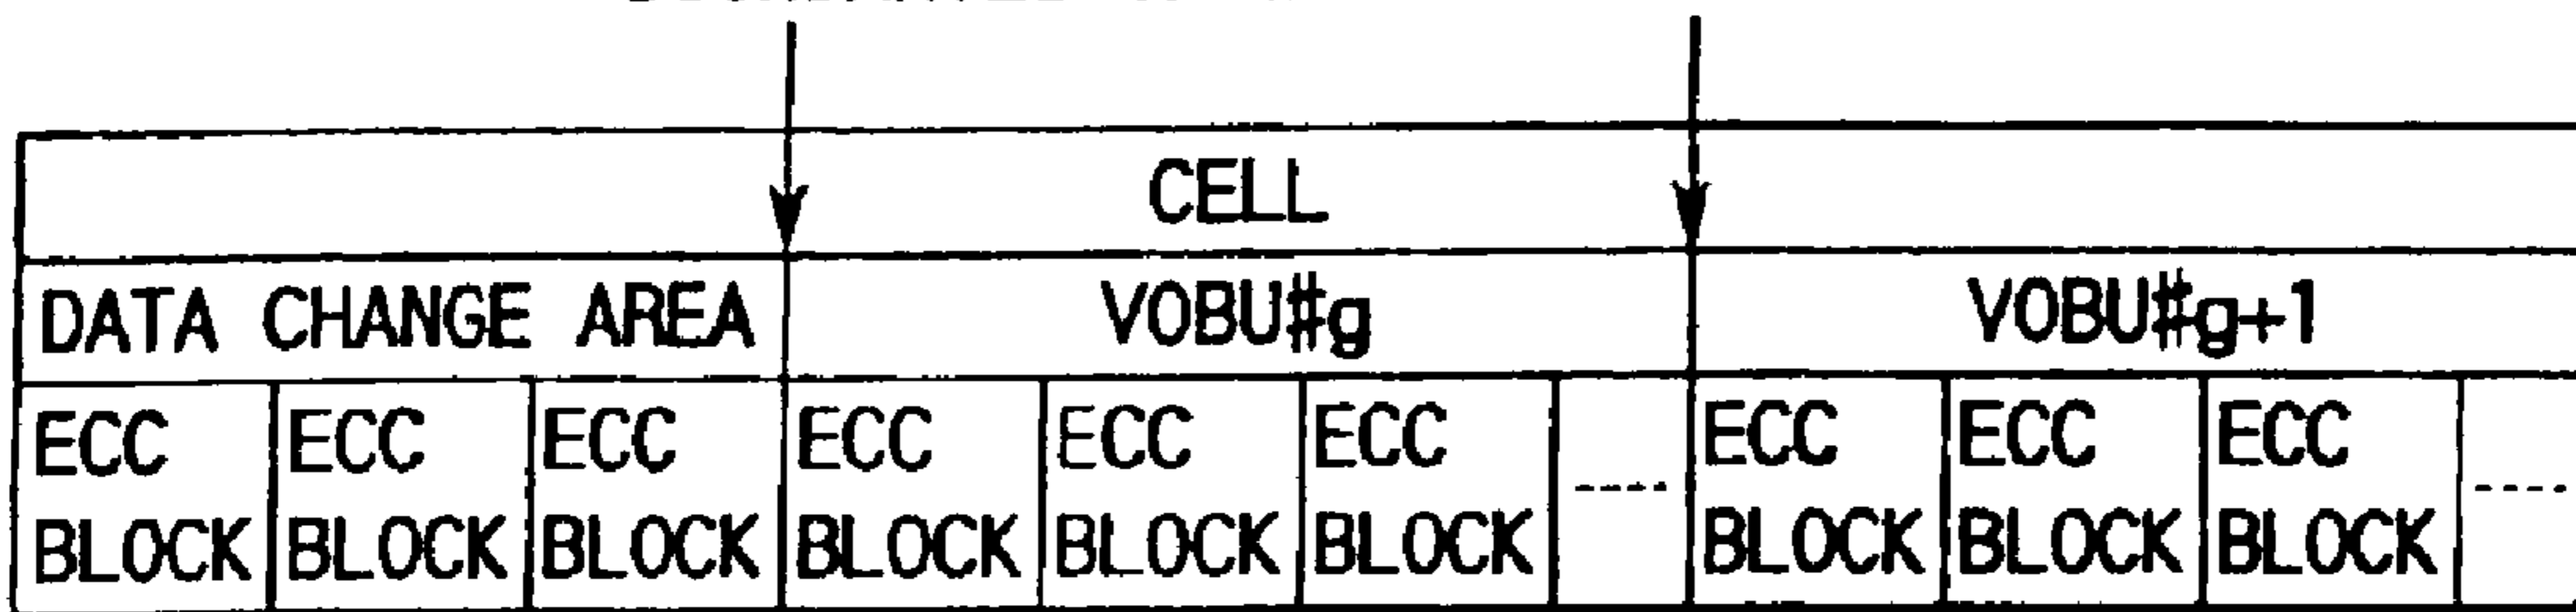 CELL
DATA CHANGE AREA VOBU#g VOBU#g+1
ECC ECC ECC ECC ECC ECC ECC ECC ECC
BLOCK BLOCK BLOCK BLOCK BLOCK BLOCK ---- BLOCK BLOCK BLOCK ----